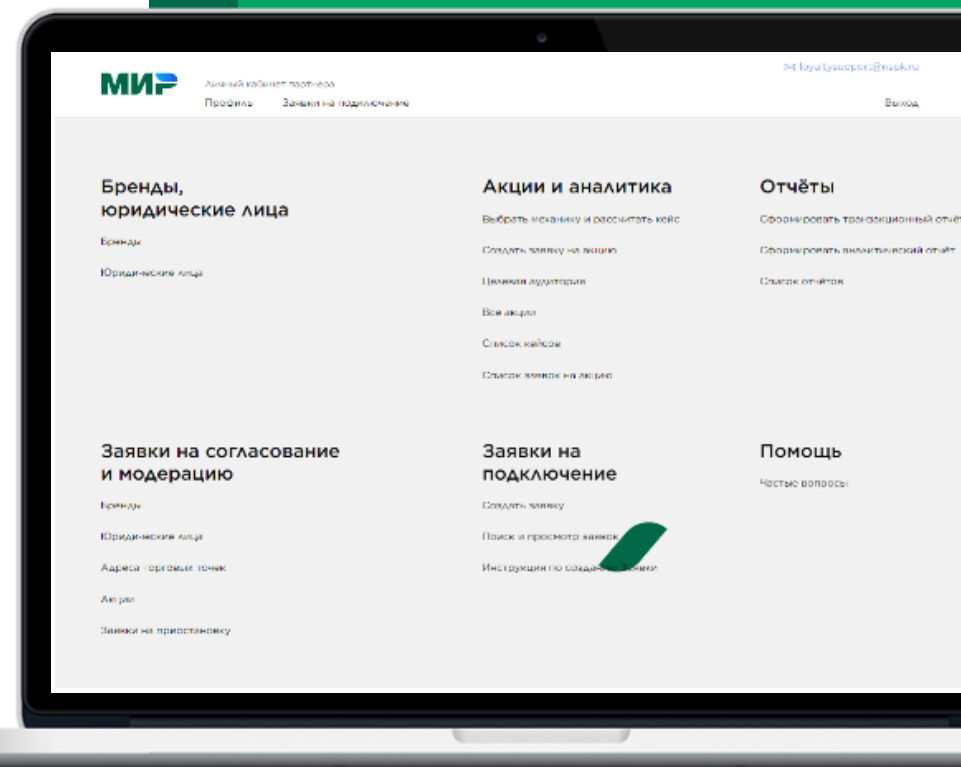 МИР
Личный кабинет партнера
loyaltysupport@nspk.ru
Профиль Заявки на подключение
Выход
Бренды,
юридические лица
Бренды
Юридические лица
Акции и аналитика
Выбрать механику и рассчитать кейс
Создать заявку на акцию
Целевая аудитория
Все акции
Список кейсов
Список заявок на акцию
Отчёты
Сформировать транзакционный отчёт
Сформировать аналитический отчёт
Список отчётов
Заявки на согласование
и модерацию
Бренды
Юридические лица
Адреса торговых точек
Акции
Заявки на приостановку
Заявки на
подключение
Создать заявку
Поиск и просмотр заявок
Инструкции по созданию Заявки
Помощь
Частые вопросы